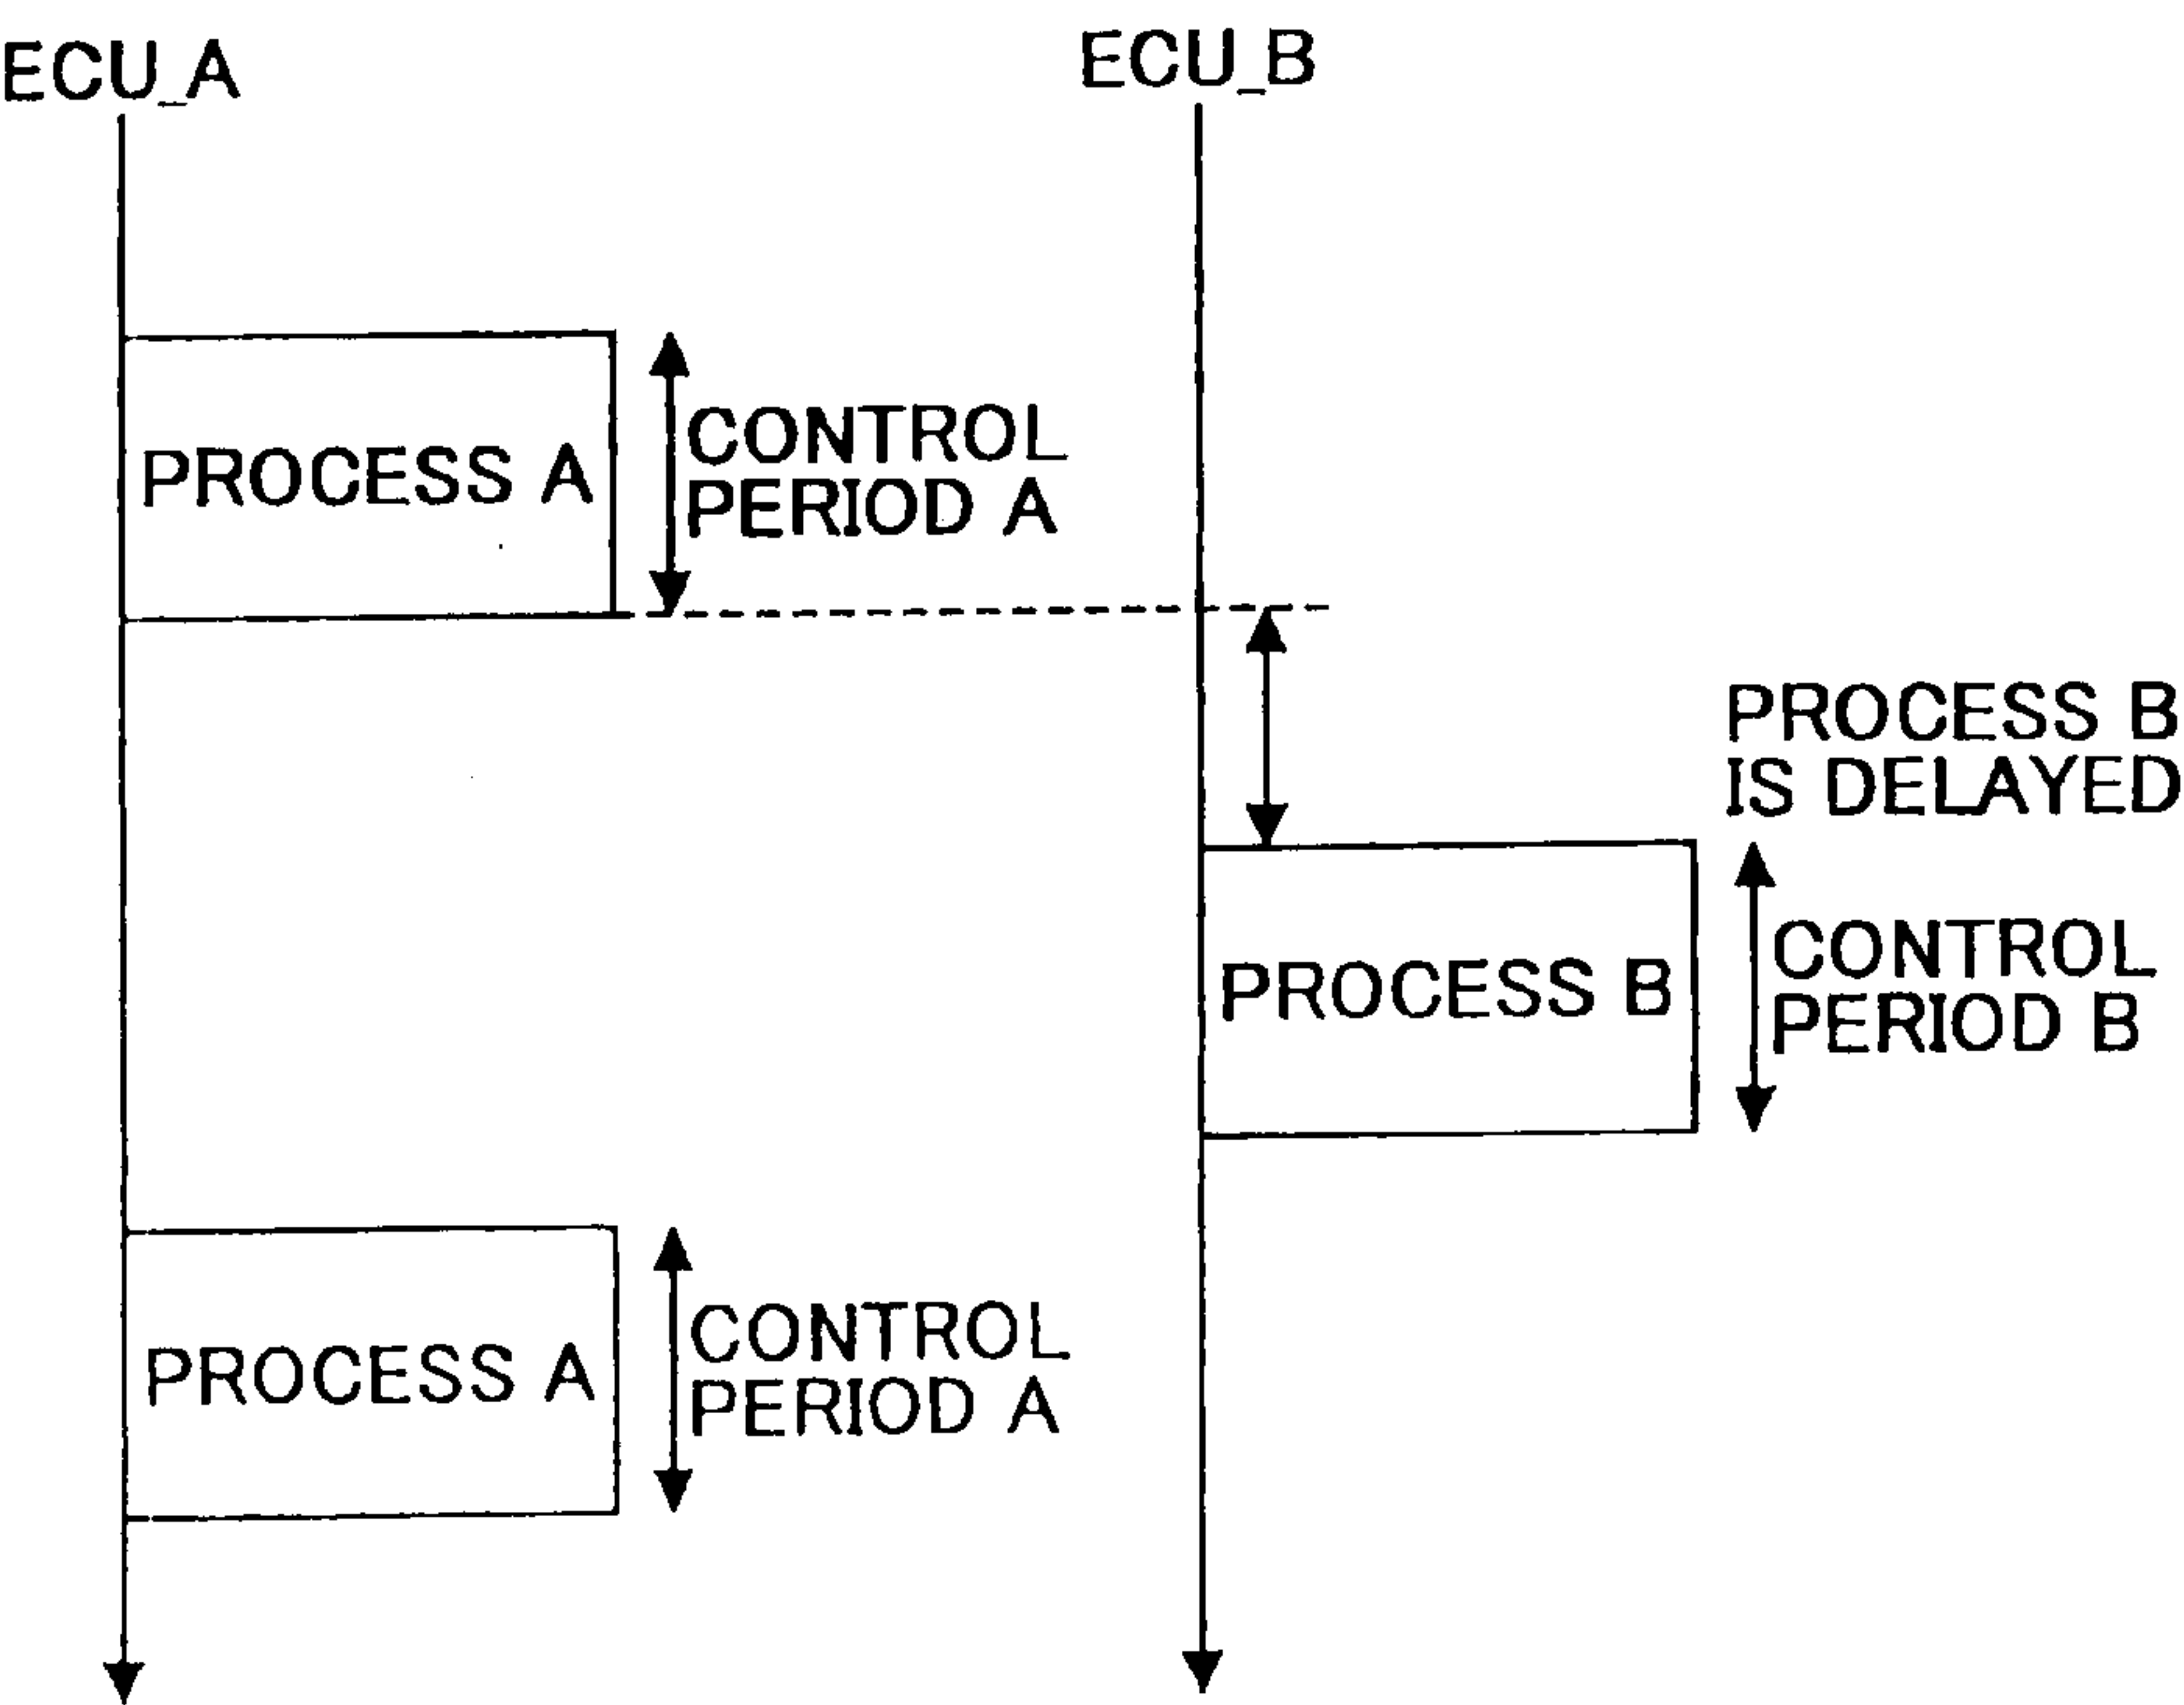 ECU_A
ECU_B
PROCESS A
CONTROL
PERIOD A
PROCESS B
IS DELAYED
PROCESS B
CONTROL
PERIOD B
PROCESS A
CONTROL
PERIOD A